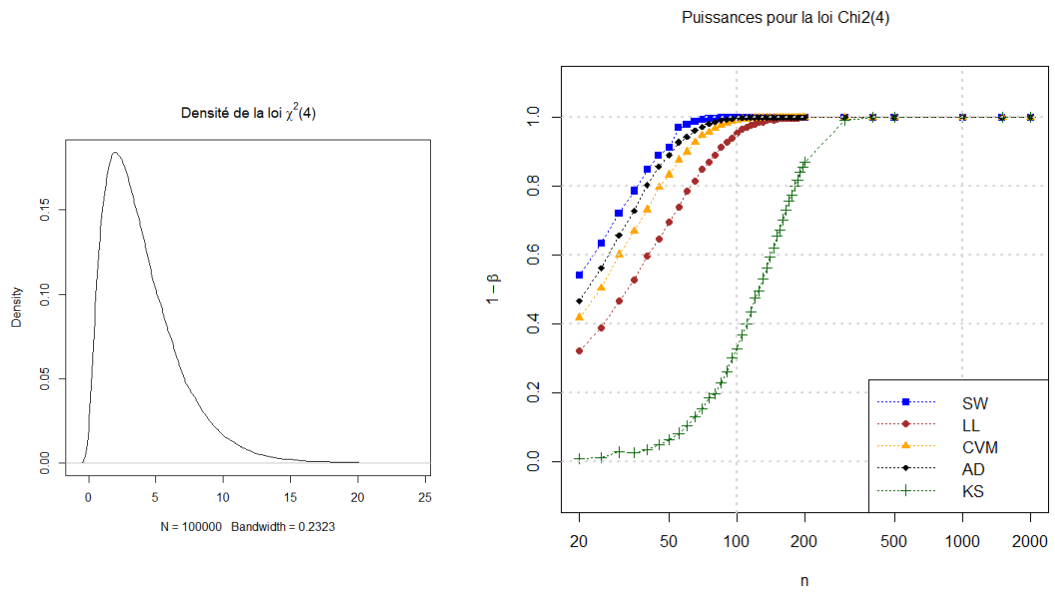 Densité de la loi χ²(4)
Density
0.00
0.05
0.10
0.15
0
5
10
15
20
25
N = 100000 Bandwidth = 0.2323
Puissances pour la loi Chi2(4)
1 − β
0.0
0.2
0.4
0.6
0.8
1.0
20
50
100
200
500
1000
2000
n
SW
LL
CVM
AD
KS